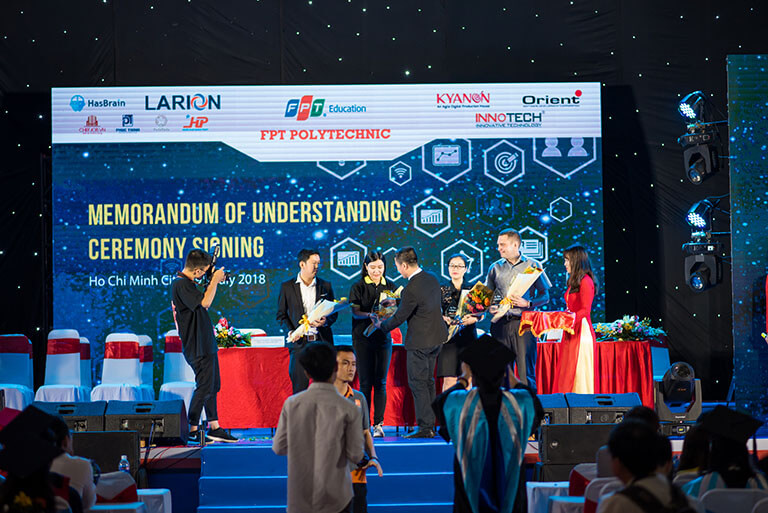 HasBrain
LARION
FPT Education
KYANON
Orient
FPT POLYTECHNIC
INNOTECH
INNOVATIVE TECHNOLOGY
MEMORANDUM OF UNDERSTANDING
CEREMONY SIGNING
Ho Chi Minh 2018